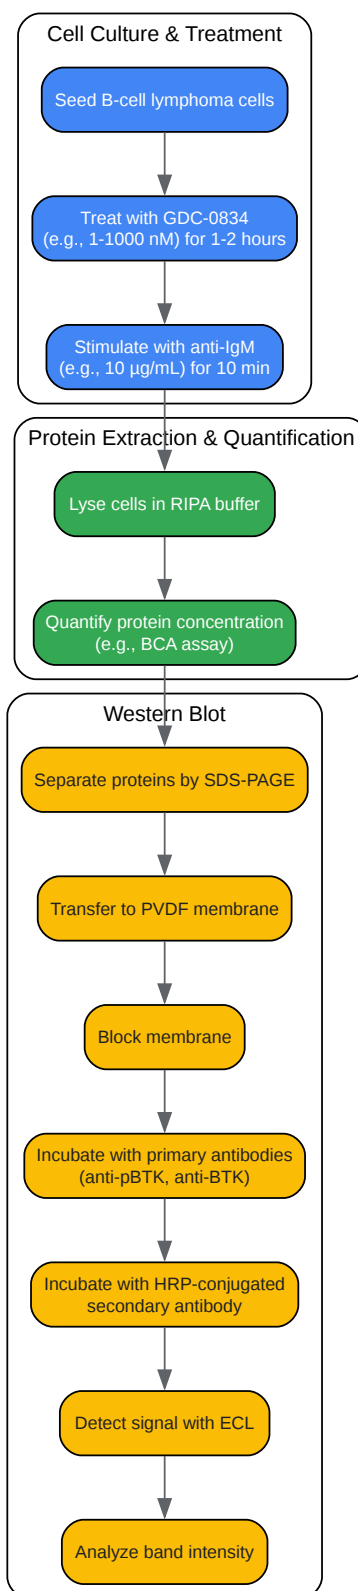 Cell Culture & Treatment
Seed B-cell lymphoma cells
Treat with GDC-0834
(e.g., 1-1000 nM) for 1-2 hours
Stimulate with anti-IgM
(e.g., 10 µg/mL) for 10 min
Protein Extraction & Quantification
Lyse cells in RIPA buffer
Quantify protein concentration
(e.g., BCA assay)
Western Blot
Separate proteins by SDS-PAGE
Transfer to PVDF membrane
Block membrane
Incubate with primary antibodies
(anti-pBTK, anti-BTK)
Incubate with HRP-conjugated
secondary antibody
Detect signal with ECL
Analyze band intensity